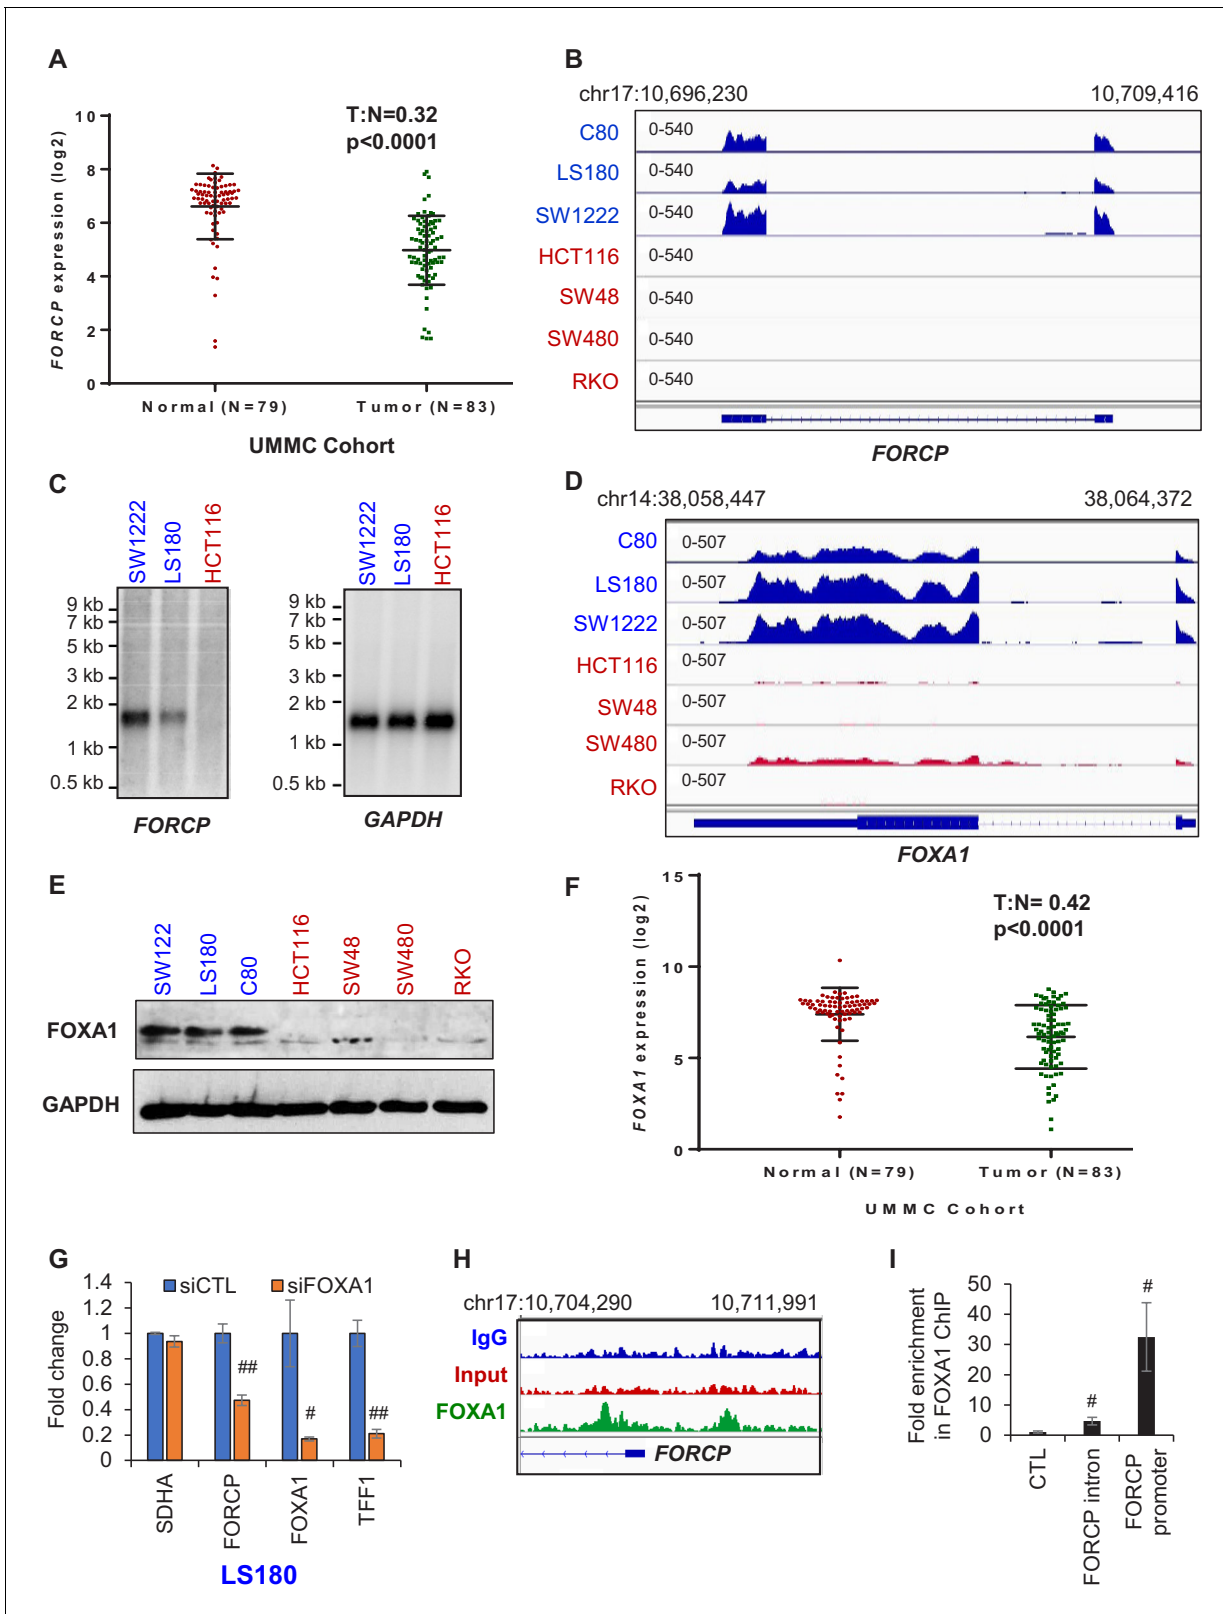 A
T:N=0.32
p<0.0001
10
8
6
4
2
0
FORCP expression (log2)
Normal (N=79)
Tumor (N=83)
UMMC Cohort
B
chr17:10,696,230
10,709,416
C80
0-540
LS180
0-540
SW1222
0-540
HCT116
0-540
SW48
0-540
SW480
0-540
RKO
0-540
FORCP
C
SW1222
LS180
HCT116
9 kb
7 kb
5 kb
3 kb
2 kb
1 kb
0.5 kb
FORCP
SW1222
LS180
HCT116
9 kb
7 kb
5 kb
3 kb
2 kb
1 kb
0.5 kb
GAPDH
D
chr14:38,058,447
38,064,372
C80
0-507
LS180
0-507
SW1222
0-507
HCT116
0-507
SW48
0-507
SW480
0-507
RKO
0-507
FOXA1
E
SW122
LS180
C80
HCT116
SW48
SW480
RKO
FOXA1
GAPDH
F
T:N= 0.42
p<0.0001
15
10
5
0
FOXA1 expression (log2)
Normal (N=79)
Tumor (N=83)
UMMC Cohort
G
siCTL
siFOXA1
1.4
1.2
1
0.8
0.6
0.4
0.2
0
Fold change
##
#
##
SDHA
FORCP
FOXA1
TFF1
LS180
H
chr17:10,704,290
10,711,991
IgG
Input
FOXA1
FORCP
I
Fold enrichment
in FOXA1 ChIP
50
40
30
20
10
0
#
#
CTL
FORCP intron
FORCP
promoter